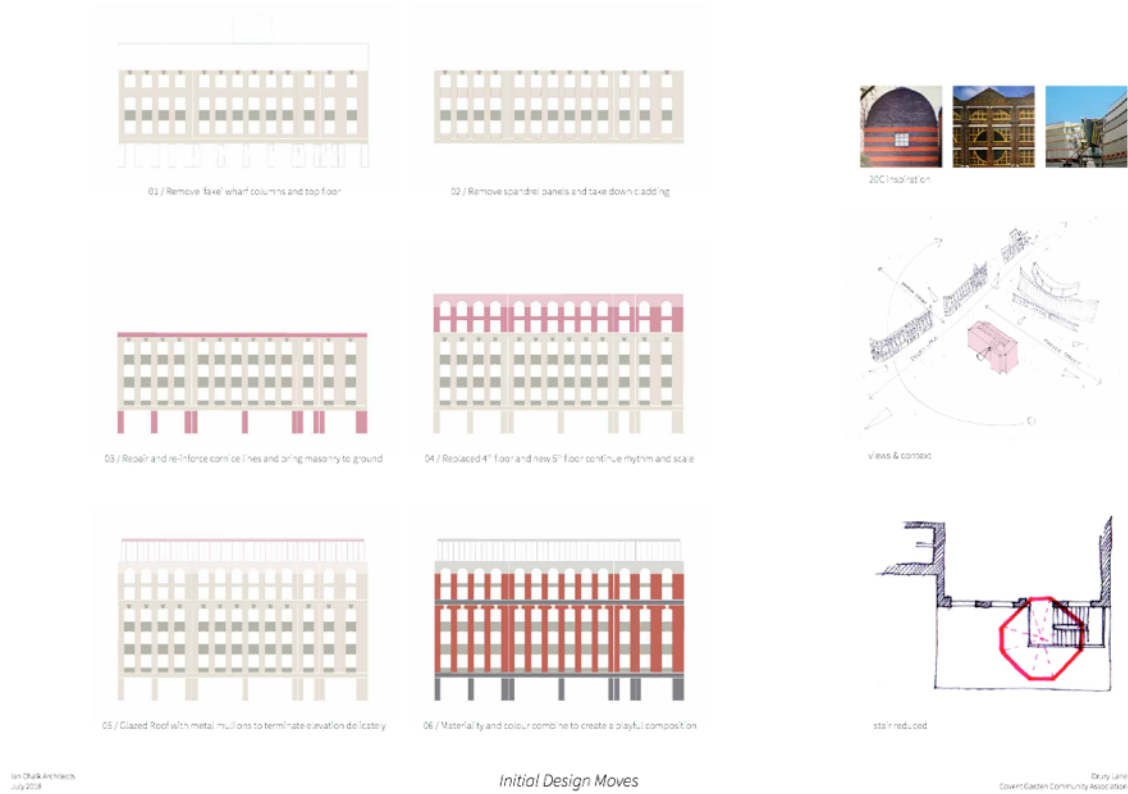 01 / Remove 'fake' wharf columns and top floor
02 / Remove spandrel panels and take down cladding
20C inspiration
03 / Repair and re-inforce cornice lines and bring masonry to ground
04 / Replaced 4th floor and new 5th floor continue rhythm and scale
DRURY LANE
views & context
05 / Glazed Roof with metal mullions to terminate elevation delicately
06 / Materiality and colour combine to create a playful composition
stair reduced
Ian Chalk Architects
July 2018
Initial Design Moves
Drury Lane
Covent Garden Community Association